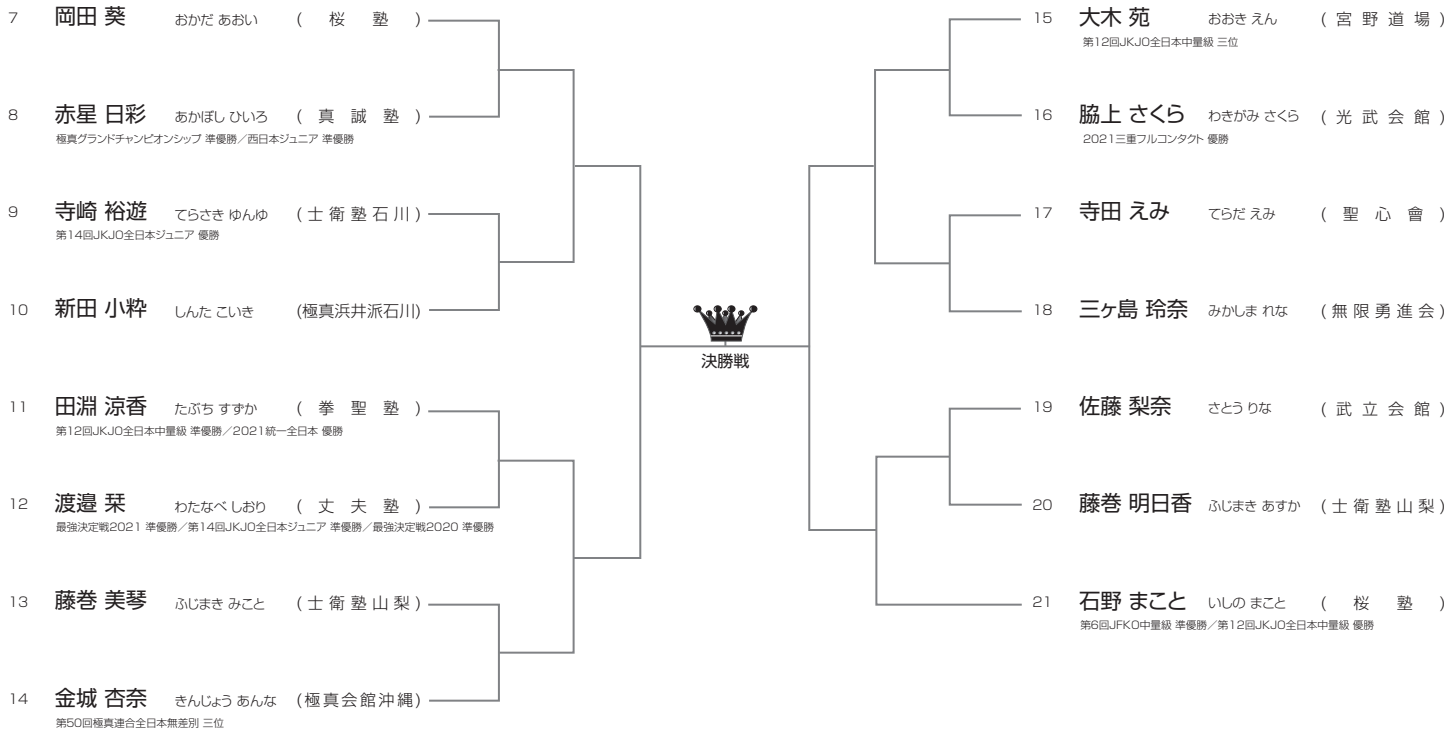 7 岡田 葵 おかだ あおい (桜塾)
8 赤星 日彩 あかぼし ひいろ (真誠塾)
極真グランドチャンピオンシップ 準優勝／西日本ジュニア 準優勝
9 寺崎 裕遊 てらさき ゆんゆ (士衛塾石川)
第14回JKJO全日本ジュニア 優勝
10 新田 小粋 しんた こいき (極真浜井派石川)
11 田淵 涼香 たぶち すずか (拳聖塾)
第12回JKJO全日本中量級 準優勝／2021統一全日本 優勝
12 渡邉 栞 わたなべ しおり (丈夫塾)
最強決定戦2021 準優勝／第14回JKJO全日本ジュニア 準優勝／最強決定戦2020 準優勝
13 藤巻 美琴 ふじまき みこと (士衛塾山梨)
14 金城 杏奈 きんじょう あんな (極真会館沖縄)
第50回極真連合全日本無差別 三位
決勝戦
15 大木 苑 おおき えん (宮野道場)
第12回JKJO全日本中量級 三位
16 脇上 さくら わきがみ さくら (光武会館)
2021三重フルコンタクト 優勝
17 寺田 えみ てらだ えみ (聖心會)
18 三ヶ島 玲奈 みかしま れな (無限勇進会)
19 佐藤 梨奈 さとう りな (武立会館)
20 藤巻 明日香 ふじまき あすか (士衛塾山梨)
21 石野 まこと いしの まこと (桜塾)
第6回JFKO中量級 準優勝／第12回JKJO全日本中量級 優勝